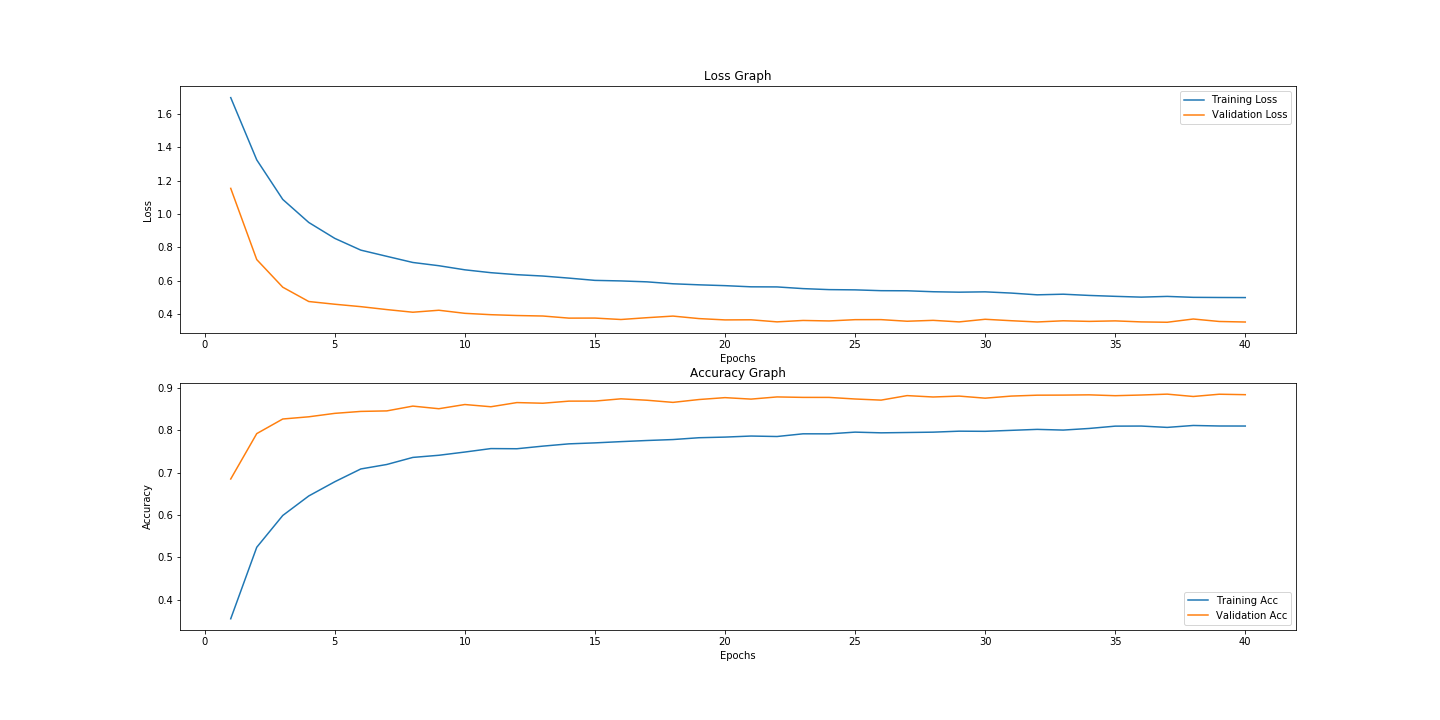 Loss Graph
1.6
1.4
1.2
1.0
0.8
0.6
0.4
Loss
Training Loss
Validation Loss
0 5 10 15 20 25 30 35 40
Epochs
Accuracy Graph
0.9
0.8
0.7
0.6
0.5
0.4
Accuracy
Training Acc
Validation Acc
0 5 10 15 20 25 30 35 40
Epochs